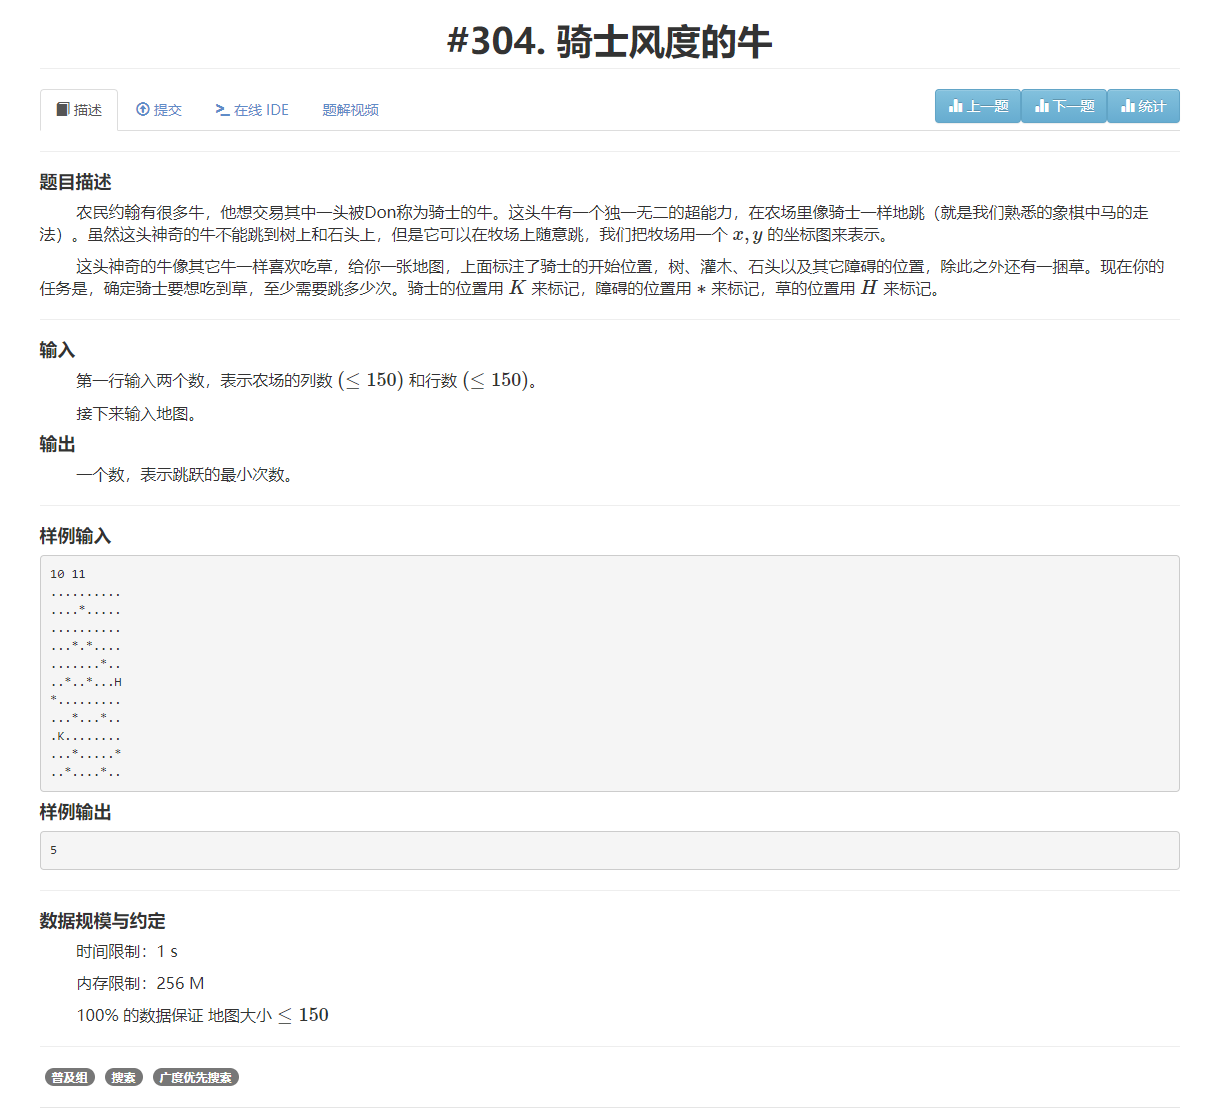 #304. 骑士风度的牛
描述 提交 在线 IDE 题解视频 上一题 下一题 统计
题目描述
农民约翰有很多牛，他想交易其中一头被Don称为骑士的牛。这头牛有一个独一无二的超能力，在农场里像骑士一样地跳（就是我们熟悉的象棋中马的走
法）。虽然这头神奇的牛不能跳到树上和石头上，但是它可以在牧场上随意跳，我们把牧场用一个 x, y 的坐标图来表示。
这头神奇的牛像其它牛一样喜欢吃草，给你一张地图，上面标注了骑士的开始位置，树、灌木、石头以及其它障碍的位置，除此之外还有一捆草。现在你的
任务是，确定骑士要想吃到草，至少需要跳多少次。骑士的位置用 K 来标记，障碍的位置用 * 来标记，草的位置用 H 来标记。
输入
第一行输入两个数，表示农场的列数 (≤ 150) 和行数 (≤ 150)。
接下来输入地图。
输出
一个数，表示跳跃的最小次数。
样例输入
10 11
..........
....*.....
..........
...*.*....
.......*..
..*..*...H
*.........
...*...*..
.K........
...*.....*
..*....*..
样例输出
5
数据规模与约定
时间限制：1 s
内存限制：256 M
100% 的数据保证 地图大小 ≤ 150
普及组 搜索 广度优先搜索